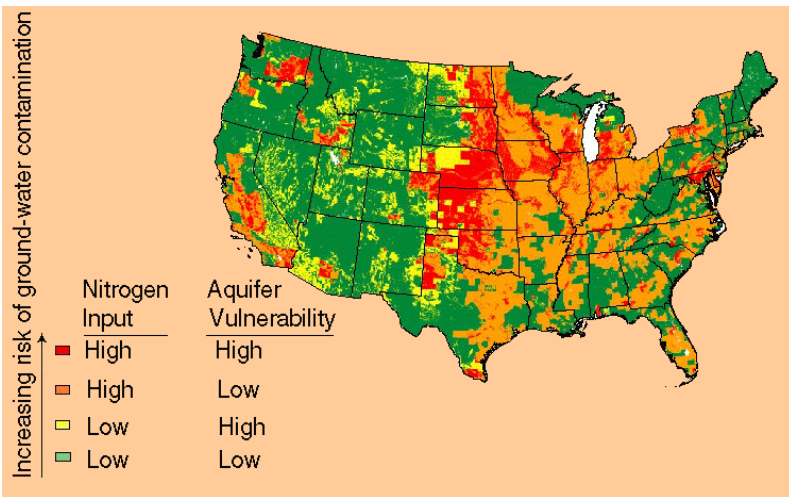 Increasing risk of ground-water contamination
Nitrogen Aquifer
Input Vulnerability
High High
High Low
Low High
Low Low